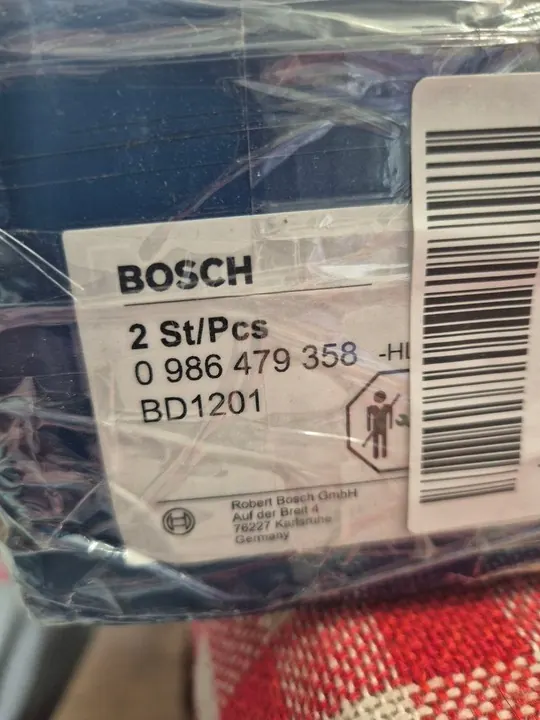 BOSCH
2 St/Pcs
0 986 479 358 -HL
BD1201
Robert Bosch GmbH
Auf der Breit 4
76227 Karlsruhe
Germany